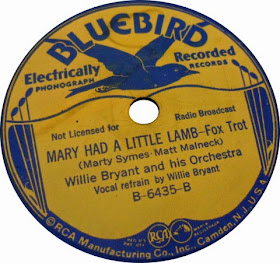 BLUEBIRD
Electrically Recorded
PHONOGRAPH RECORDS
Not Licensed for Radio Broadcast
MARY HAD A LITTLE LAMB-Fox Trot
(Marty Symes-Matt Malneck)
Willie Bryant and his Orchestra
Vocal refrain by Willie Bryant
B-6435-B
RCA
©RCA Manufacturing Co., Inc., Camden, N.J., U.S.A.